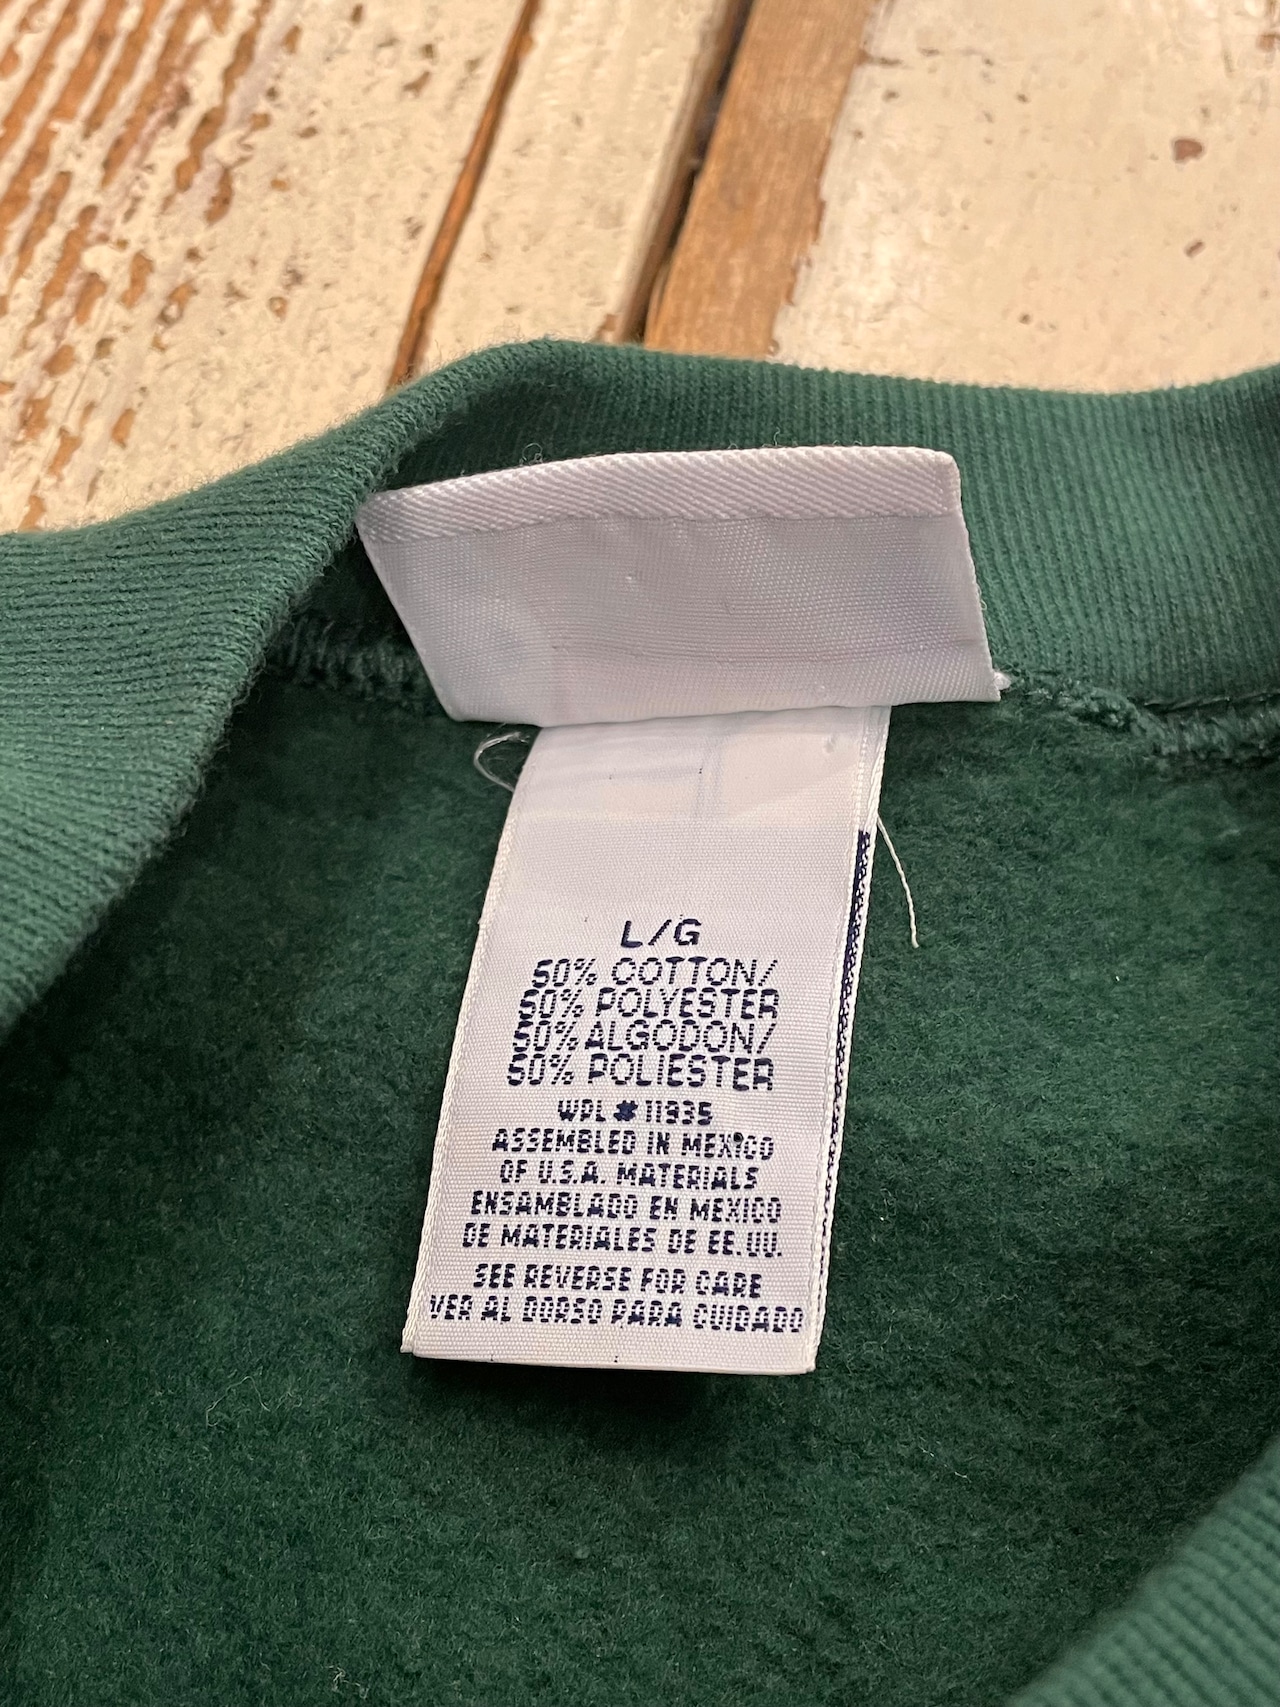 L/G
50% COTTON/
50% POLYESTER
50% ALGODON/
50% POLIESTER
WPL #11935
ASSEMBLED IN MEXICO
OF U.S.A. MATERIALS
ENSAMBLADO EN MEXICO
DE MATERIALES DE EE.UU.
SEE REVERSE FOR CARE
VER AL DORSO PARA CUIDADO